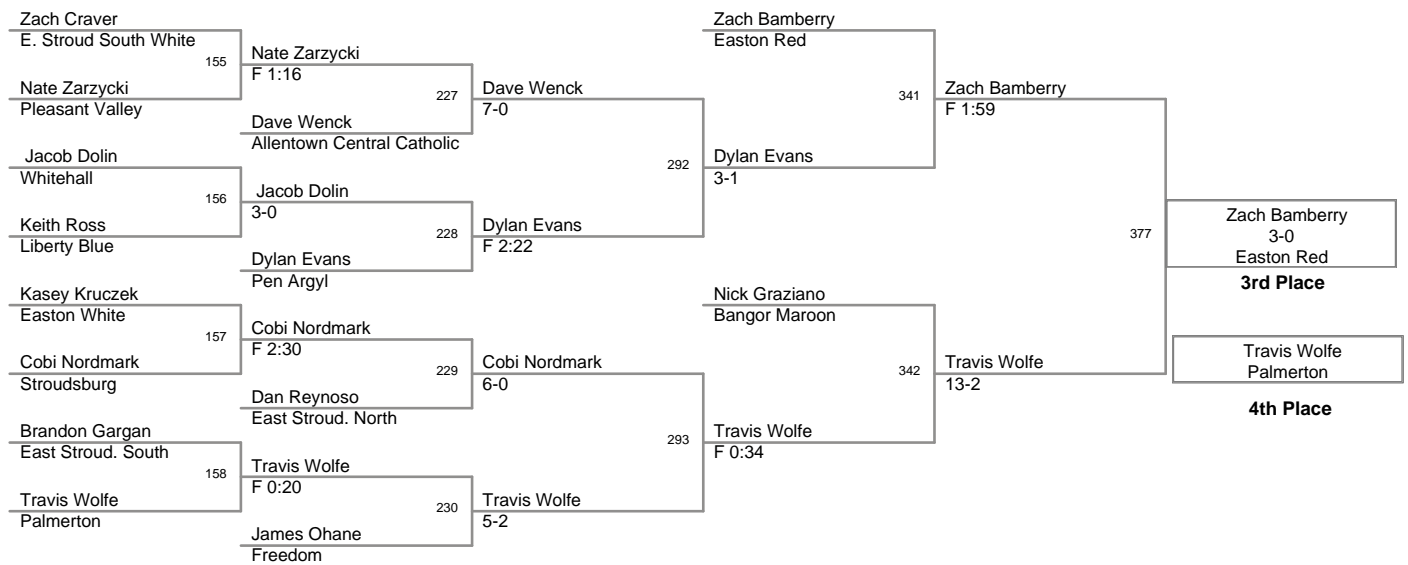 Zach Craver
E. Stroud South White
155
Nate Zarzycki
Pleasant Valley
Jacob Dolin
Whitehall
156
Keith Ross
Liberty Blue
Kasey Kruczek
Easton White
157
Cobi Nordmark
Stroudsburg
Brandon Gargan
East Stroud. South
158
Travis Wolfe
Palmerton
Nate Zarzycki
F 1:16
227
Dave Wenck
Allentown Central Catholic
Jacob Dolin
3-0
228
Dylan Evans
Pen Argyl
Cobi Nordmark
F 2:30
229
Dan Reynoso
East Stroud. North
Travis Wolfe
F 0:20
230
James Ohane
Freedom
Dave Wenck
7-0
292
Dylan Evans
F 2:22
Cobi Nordmark
6-0
293
Travis Wolfe
5-2
Zach Bamberry
Easton Red
341
Dylan Evans
3-1
Nick Graziano
Bangor Maroon
342
Travis Wolfe
F 0:34
Zach Bamberry
F 1:59
377
Travis Wolfe
13-2
Zach Bamberry
3-0
Easton Red
3rd Place
Travis Wolfe
Palmerton
4th Place